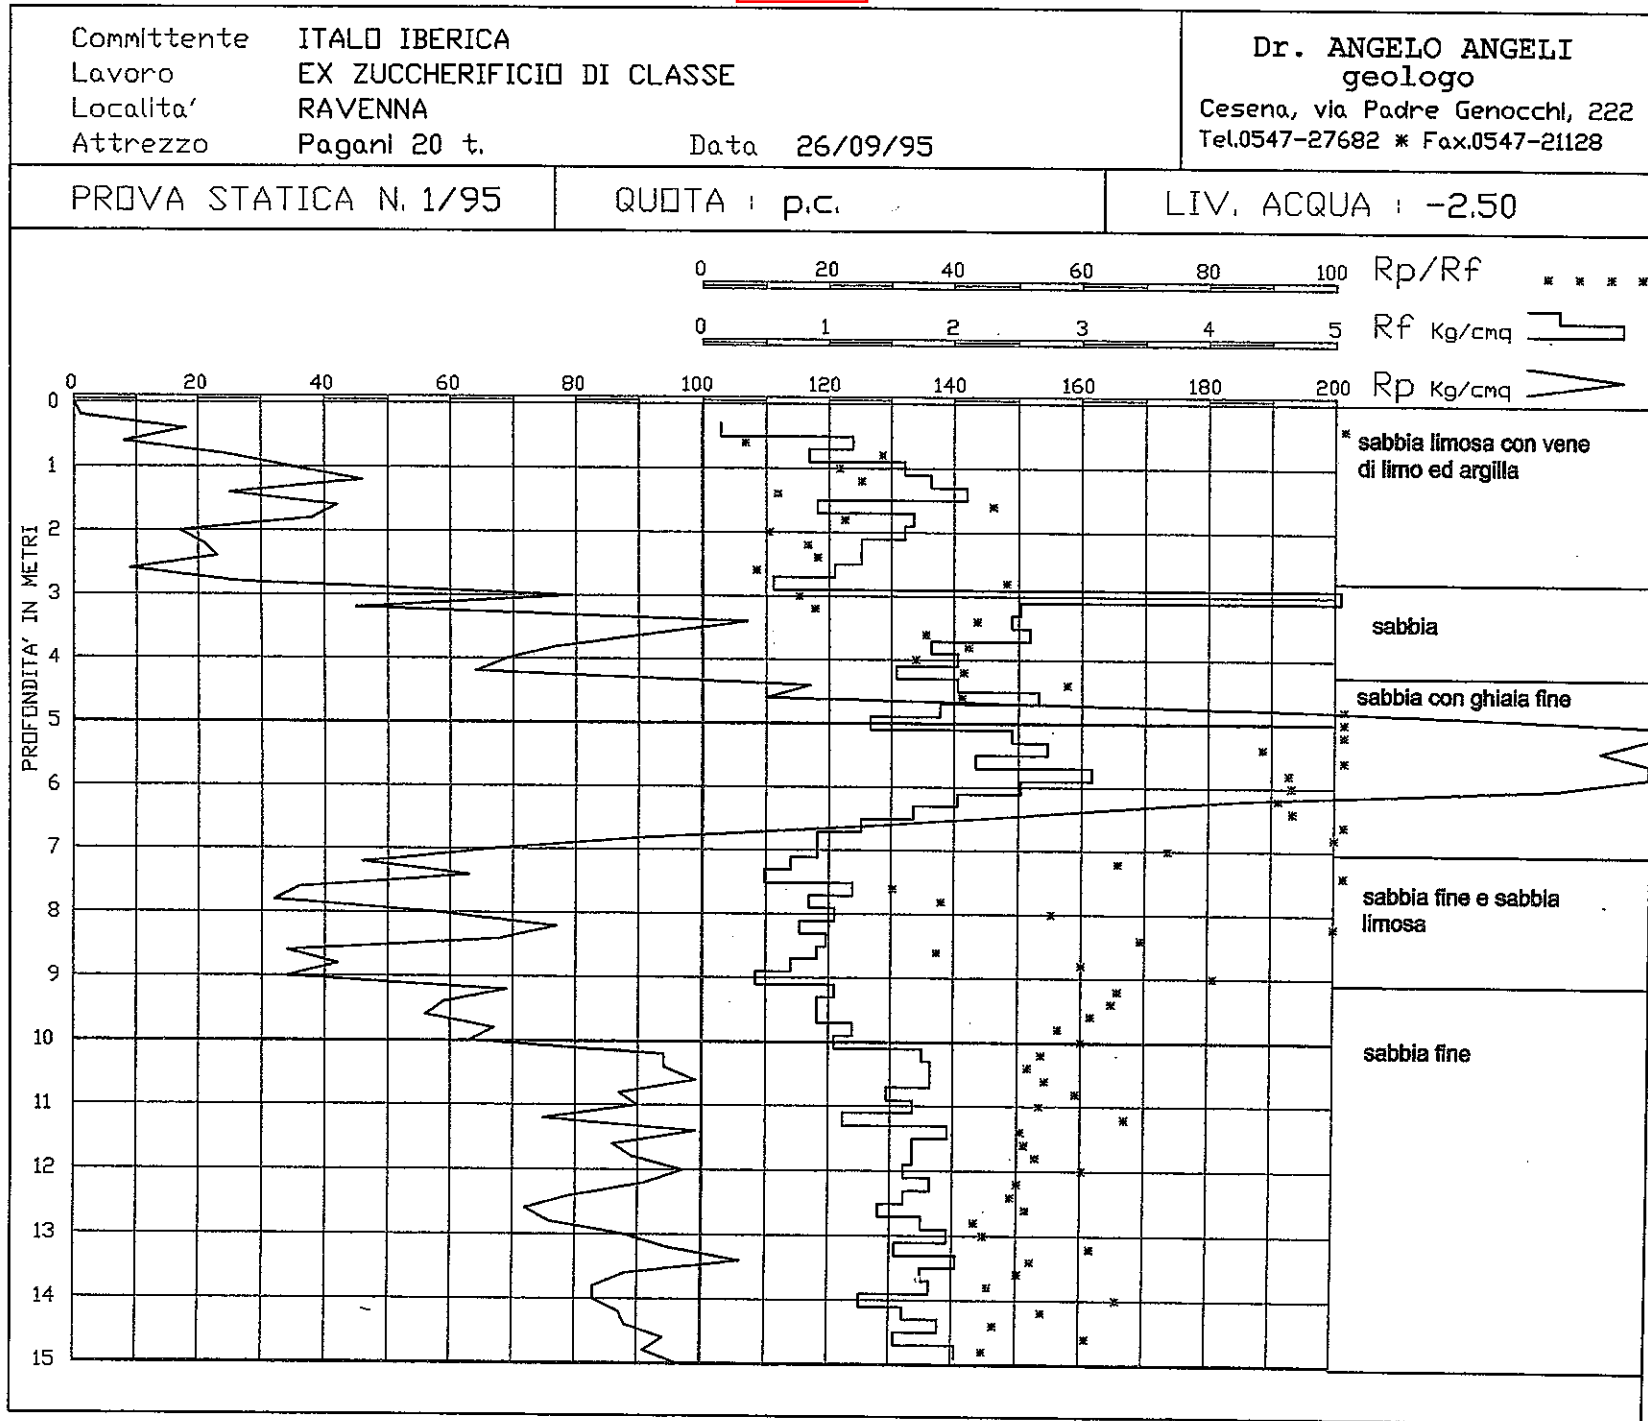 Committente ITALO IBERICA
Lavoro EX ZUCCHERIFICIO DI CLASSE
Localita' RAVENNA
Attrezzo Pagani 20 t. Data 26/09/95
Dr. ANGELO ANGELI
geologo
Cesena, via Padre Genocchi, 222
Tel.0547-27682 * Fax.0547-21128
PROVA STATICA N. 1/95 QUOTA : p.c. LIV. ACQUA : -2.50
0 20 40 60 80 100 Rp/Rf * * * *
0 1 2 3 4 5 Rf Kg/cmq
0 20 40 60 80 100 120 140 160 180 200 Rp Kg/cmq
PROFONDITA' IN METRI
0
1
2
3
4
5
6
7
8
9
10
11
12
13
14
15
sabbia limosa con vene
di limo ed argilla
sabbia
sabbia con ghiaia fine
sabbia fine e sabbia
limosa
sabbia fine